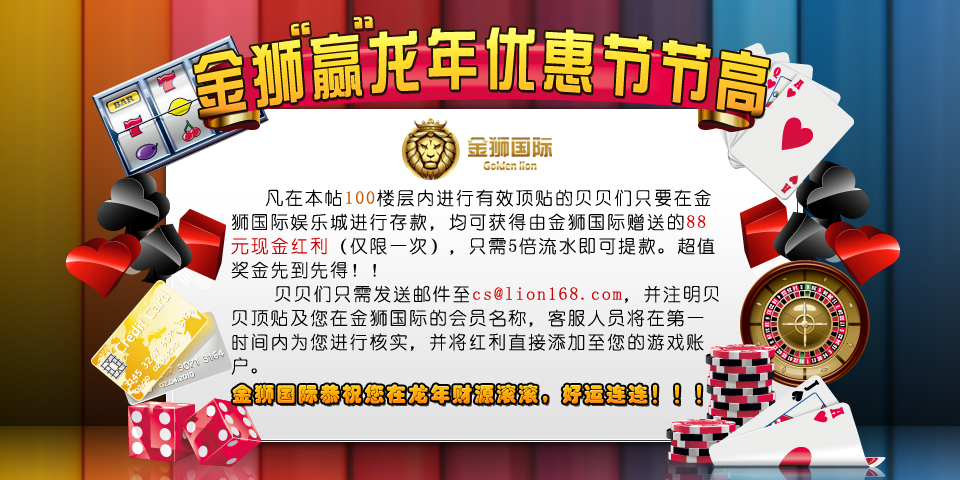 金狮“赢”龙年优惠节节高
金狮国际
Golden lion
凡在本帖100楼层内进行有效顶贴的贝贝们只要在金
狮国际娱乐城进行存款，均可获得由金狮国际赠送的88
元现金红利（仅限一次），只需5倍流水即可提款。超值
奖金先到先得！！
贝贝们只需发送邮件至cs@lion168.com，并注明贝
贝顶贴及您在金狮国际的会员名称，客服人员将在第一
时间内为您进行核实，并将红利直接添加至您的游戏账
户。
金狮国际恭祝您在龙年财源滚滚，好运连连！！！
BAR
7
7
Credit Card
02.04.2010